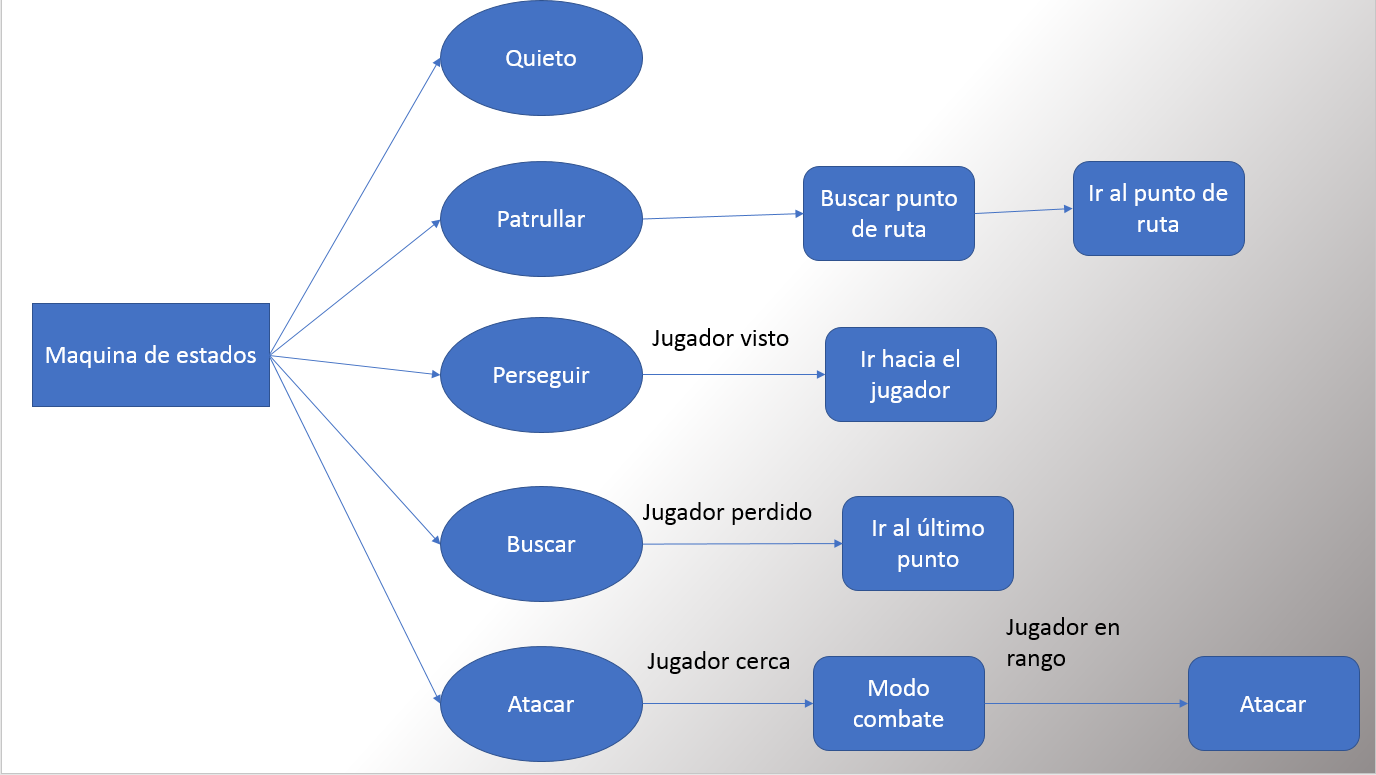 Quieto
Patrullar
Buscar punto
de ruta
Ir al punto de
ruta
Maquina de estados
Perseguir
Jugador visto
Ir hacia el
jugador
Buscar
Jugador perdido
Ir al último
punto
Atacar
Jugador cerca
Modo
combate
Jugador en
rango
Atacar